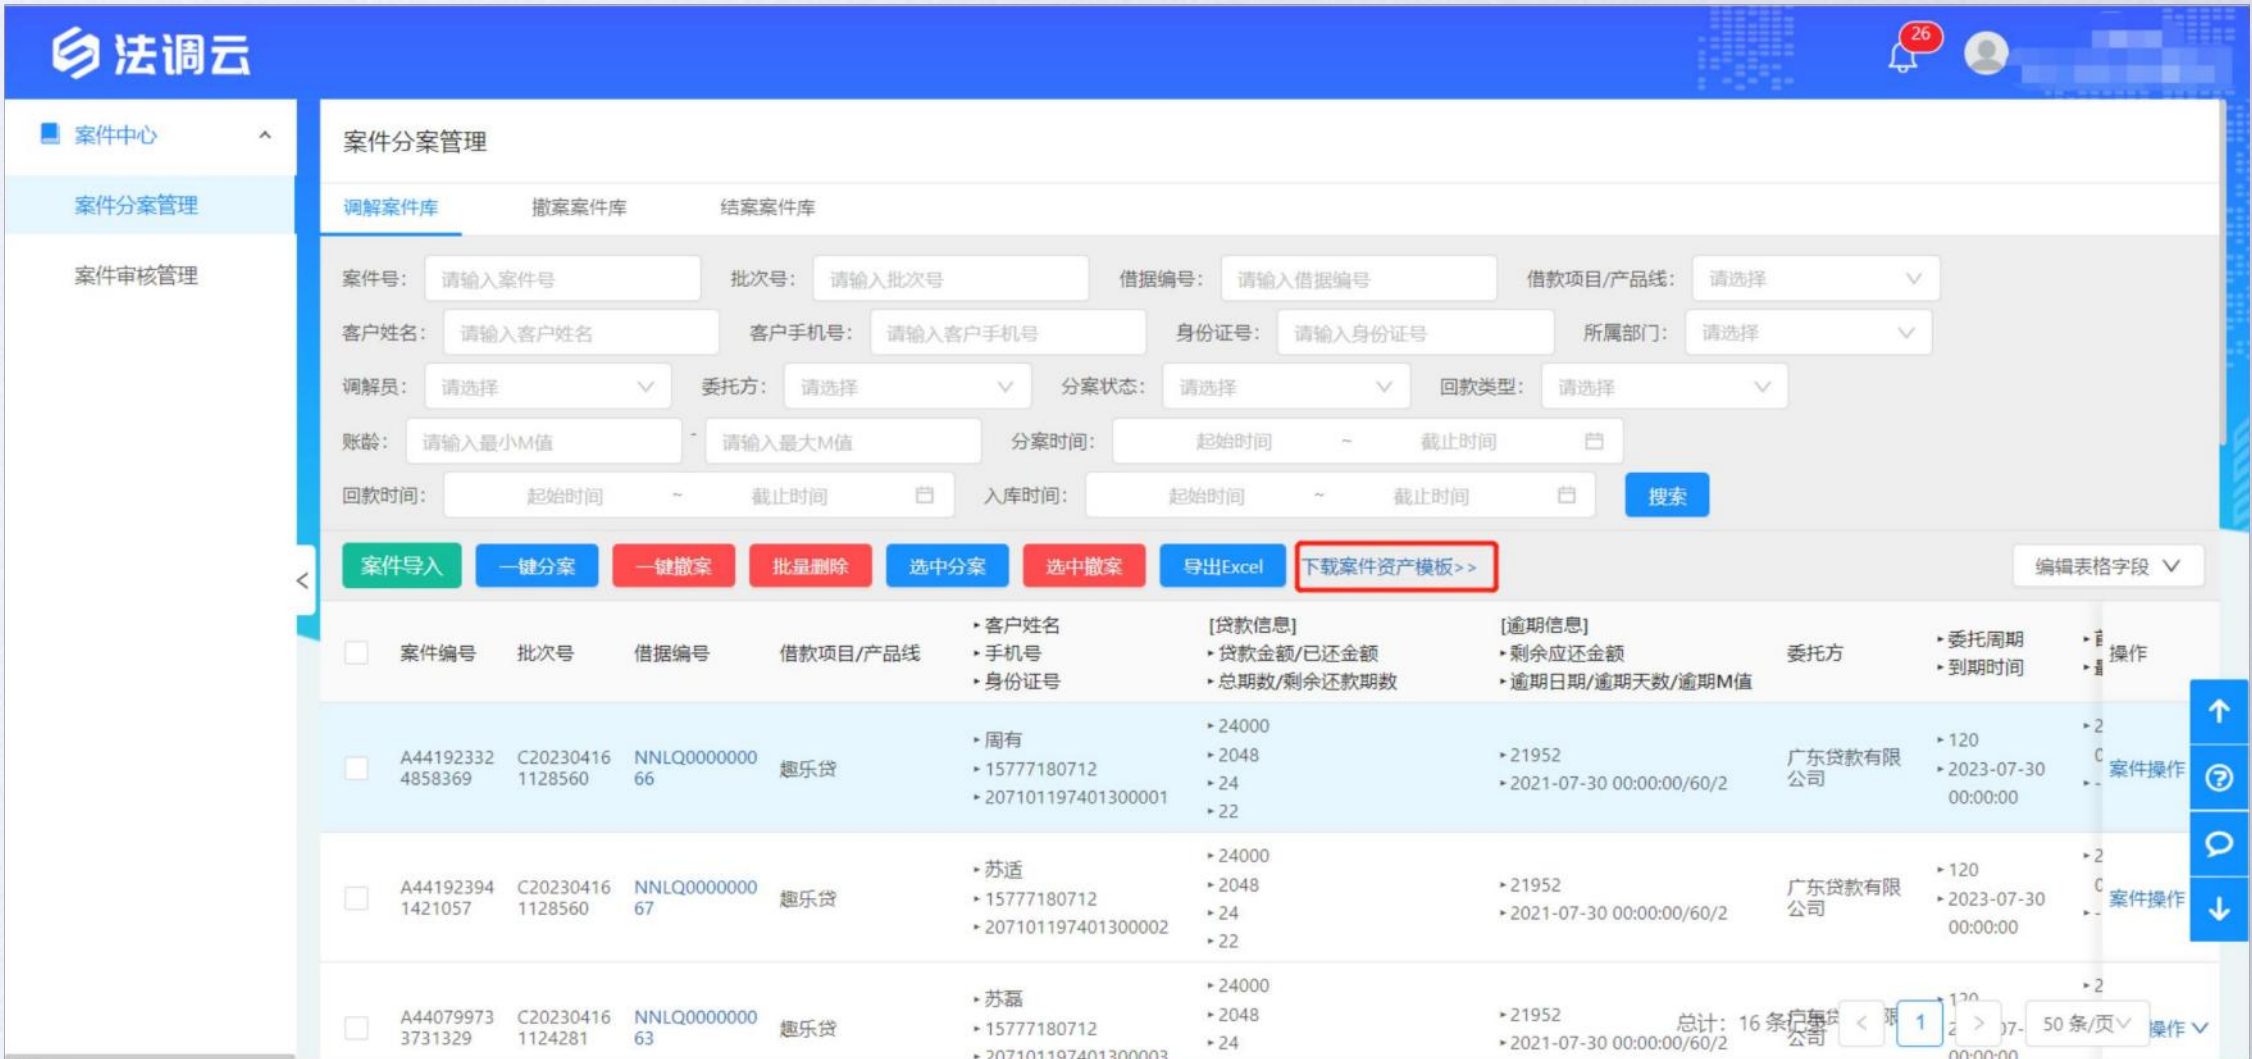 法调云
26
案件中心
案件分案管理
案件审核管理
案件分案管理
调解案件库 撤案案件库 结案案件库
案件号： 请输入案件号 批次号： 请输入批次号 借据编号： 请输入借据编号 借款项目/产品线： 请选择
客户姓名： 请输入客户姓名 客户手机号： 请输入客户手机号 身份证号： 请输入身份证号 所属部门： 请选择
调解员： 请选择 委托方： 请选择 分案状态： 请选择 回款类型： 请选择
账龄： 请输入最小M值 - 请输入最大M值 分案时间： 起始时间 ~ 截止时间
回款时间： 起始时间 ~ 截止时间 入库时间： 起始时间 ~ 截止时间 搜索
案件导入 一键分案 一键撤案 批量删除 选中分案 选中撤案 导出Excel 下载案件资产模板>> 编辑表格字段
案件编号 批次号 借据编号 借款项目/产品线
客户姓名
手机号
身份证号
[贷款信息]
贷款金额/已还金额
总期数/剩余还款期数
[逾期信息]
剩余应还金额
逾期日期/逾期天数/逾期M值
委托方
委托周期
到期时间
操作
A44192332
4858369
C20230416
1128560
NNLQ0000000
66
趣乐贷
周有
15777180712
207101197401300001
24000
2048
24
22
21952
2021-07-30 00:00:00/60/2
广东贷款有限
公司
120
2023-07-30
00:00:00
案件操作
A44192394
1421057
C20230416
1128560
NNLQ0000000
67
趣乐贷
苏适
15777180712
207101197401300002
24000
2048
24
22
21952
2021-07-30 00:00:00/60/2
广东贷款有限
公司
120
2023-07-30
00:00:00
案件操作
A44079973
3731329
C20230416
1124281
NNLQ0000000
63
趣乐贷
苏磊
15777180712
207101197401300003
24000
2048
24
21952
2021-07-30 00:00:00/60/2
公司
120
00:00:00
操作
总计： 16 条记录 < 1 > 50 条/页